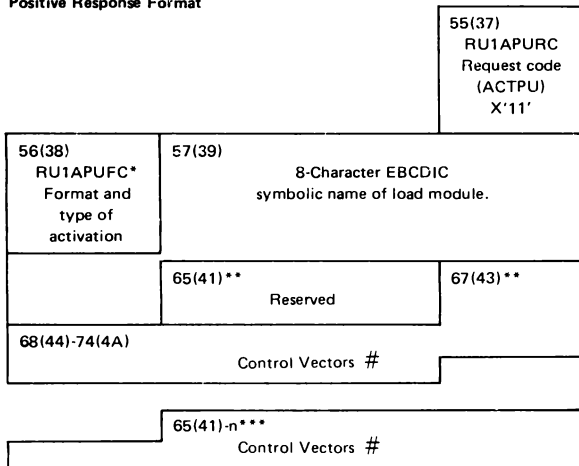 Positive Response Format
55(37)
RU1APURC
Request code
(ACTPU)
X'11'
56(38)
RU1APUFC*
Format and
type of
activation
57(39)
8-Character EBCDIC
symbolic name of load module.
65(41)**
Reserved
67(43)**
68(44)-74(4A)
Control Vectors #
65(41)-n***
Control Vectors #